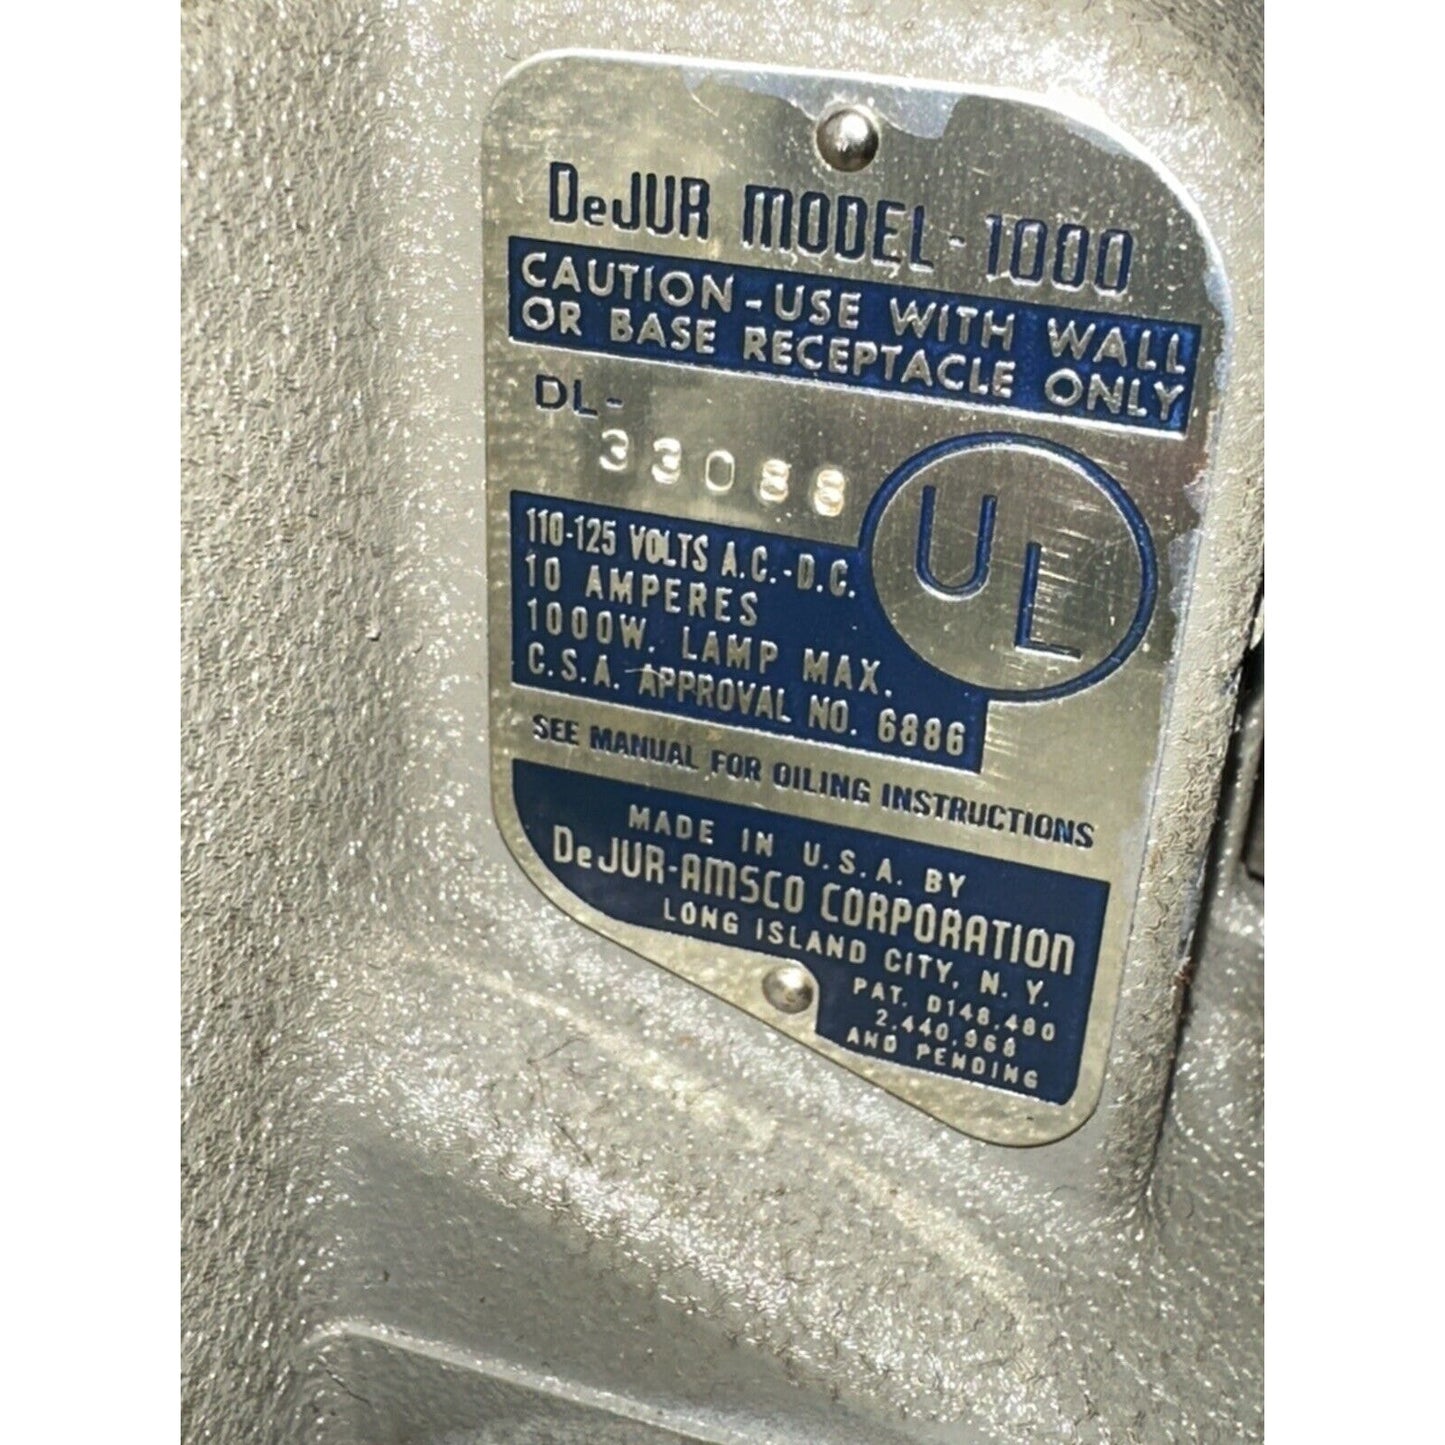 DeJUR MODEL-1000
CAUTION-USE WITH WALL
OR BASE RECEPTACLE ONLY
DL-
33088
UL
110-125 VOLTS A.C.-D.C.
10 AMPERES
1000W. LAMP MAX.
C.S.A. APPROVAL NO. 6886
SEE MANUAL FOR OILING INSTRUCTIONS
MADE IN U.S.A. BY
DeJUR-AMSCO CORPORATION
LONG ISLAND CITY, N.Y.
PAT. D148,480
2,440,968
AND PENDING